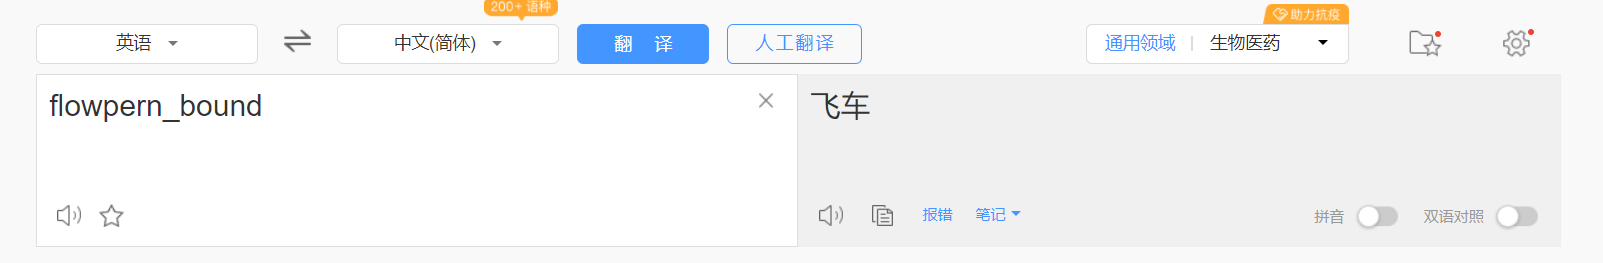 200+ 语种
助力抗疫
英语
中文(简体)
翻 译
人工翻译
通用领域
生物医药
flowpern_bound
飞车
报错
笔记
拼音
双语对照